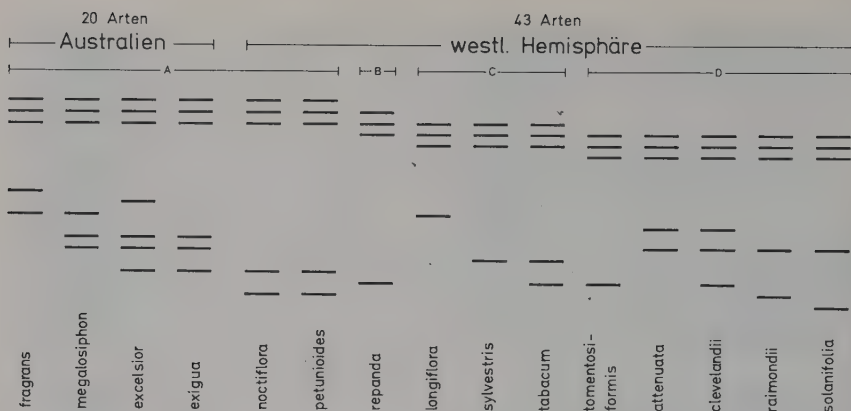 20 Arten
43 Arten
Australien
westl. Hemisphäre
A
B
C
D
fragrans
megalosiphon
excelsior
exigua
noctiflora
petunioides
repanda
longiflora
sylvestris
tabacum
tomentosi-
formis
attenuata
clevelandii
raimondii
solanifolia